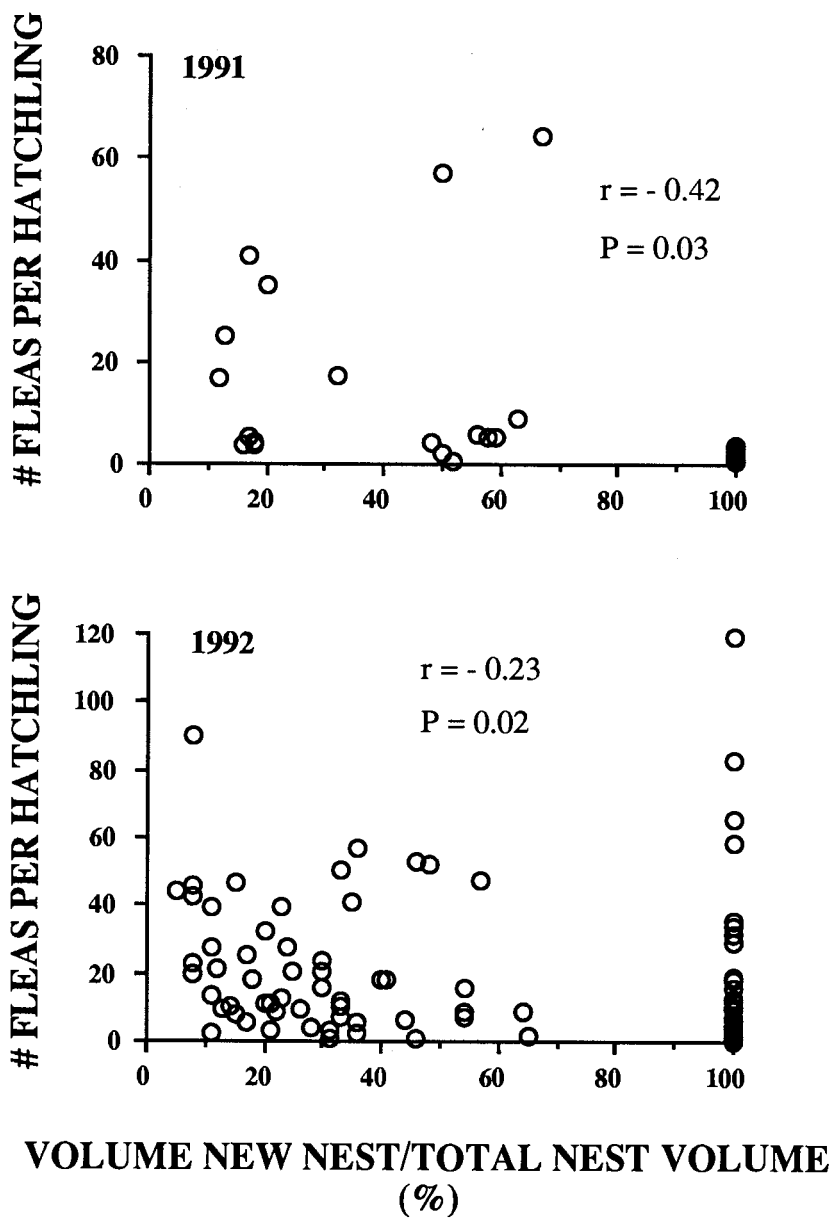 # FLEAS PER HATCHLING
80
60
40
20
0
1991
r = - 0.42
P = 0.03
0 20 40 60 80 100
# FLEAS PER HATCHLING
120
100
80
60
40
20
0
1992
r = - 0.23
P = 0.02
0 20 40 60 80 100
VOLUME NEW NEST/TOTAL NEST VOLUME
(%)